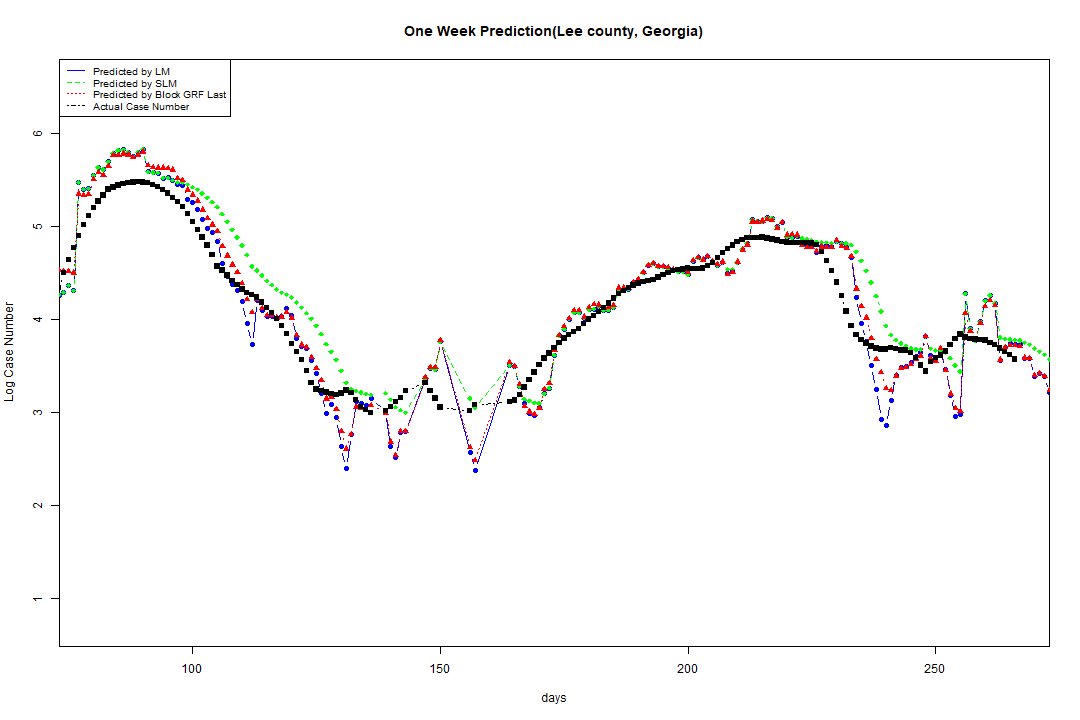 One Week Prediction(Lee county, Georgia)
Predicted by LM
Predicted by SLM
Predicted by Block GRF Last
Actual Case Number
6
5
4
3
2
1
Log Case Number
100 150 200 250
days